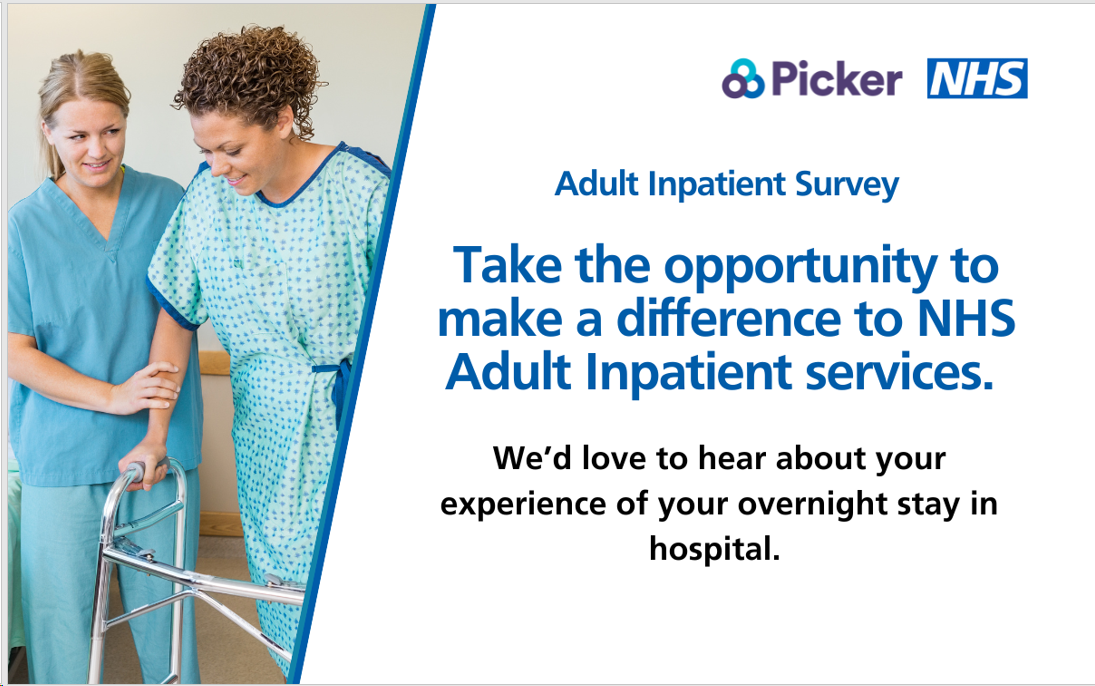 Picker NHS
Adult Inpatient Survey
Take the opportunity to
make a difference to NHS
Adult Inpatient services.
We’d love to hear about your
experience of your overnight stay in
hospital.